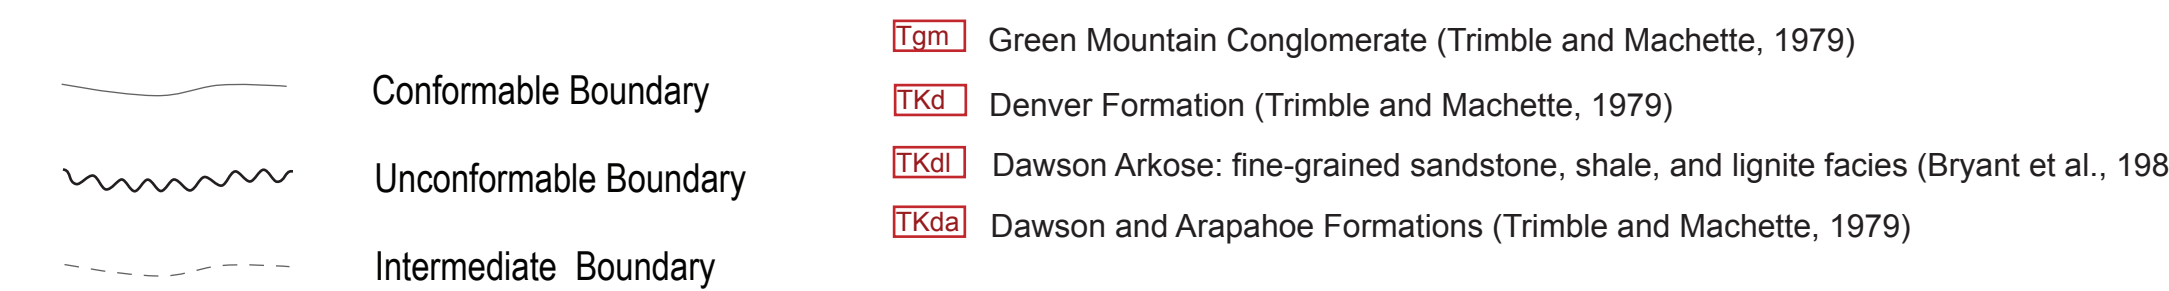 Conformable Boundary
Unconformable Boundary
Intermediate Boundary
Tgm Green Mountain Conglomerate (Trimble and Machette, 1979)
TKd Denver Formation (Trimble and Machette, 1979)
TKdl Dawson Arkose: fine-grained sandstone, shale, and lignite facies (Bryant et al., 198
TKda Dawson and Arapahoe Formations (Trimble and Machette, 1979)